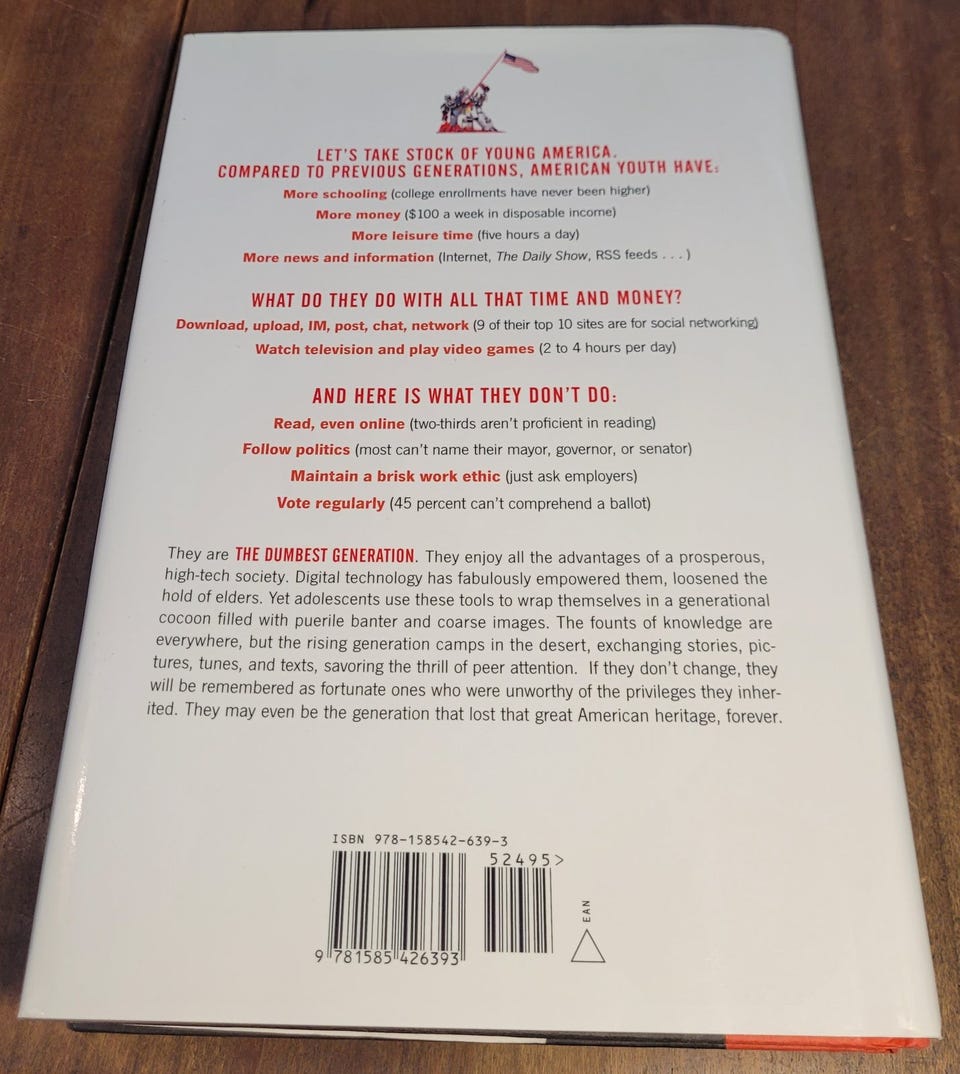 LET'S TAKE STOCK OF YOUNG AMERICA.
COMPARED TO PREVIOUS GENERATIONS, AMERICAN YOUTH HAVE:
More schooling (college enrollments have never been higher)
More money ($100 a week in disposable income)
More leisure time (five hours a day)
More news and information (Internet, The Daily Show, RSS feeds . . . )
WHAT DO THEY DO WITH ALL THAT TIME AND MONEY?
Download, upload, IM, post, chat, network (9 of their top 10 sites are for social networking)
Watch television and play video games (2 to 4 hours per day)
AND HERE IS WHAT THEY DON'T DO:
Read, even online (two-thirds aren't proficient in reading)
Follow politics (most can't name their mayor, governor, or senator)
Maintain a brisk work ethic (just ask employers)
Vote regularly (45 percent can't comprehend a ballot)
They are THE DUMBEST GENERATION. They enjoy all the advantages of a prosperous,
high-tech society. Digital technology has fabulously empowered them, loosened the
hold of elders. Yet adolescents use these tools to wrap themselves in a generational
cocoon filled with puerile banter and coarse images. The founts of knowledge are
everywhere, but the rising generation camps in the desert, exchanging stories, pic-
tures, tunes, and texts, savoring the thrill of peer attention. If they don't change, they
will be remembered as fortunate ones who were unworthy of the privileges they inher-
ited. They may even be the generation that lost that great American heritage, forever.
ISBN 978-158542-639-3
52495>
EAN
9 781585 426393